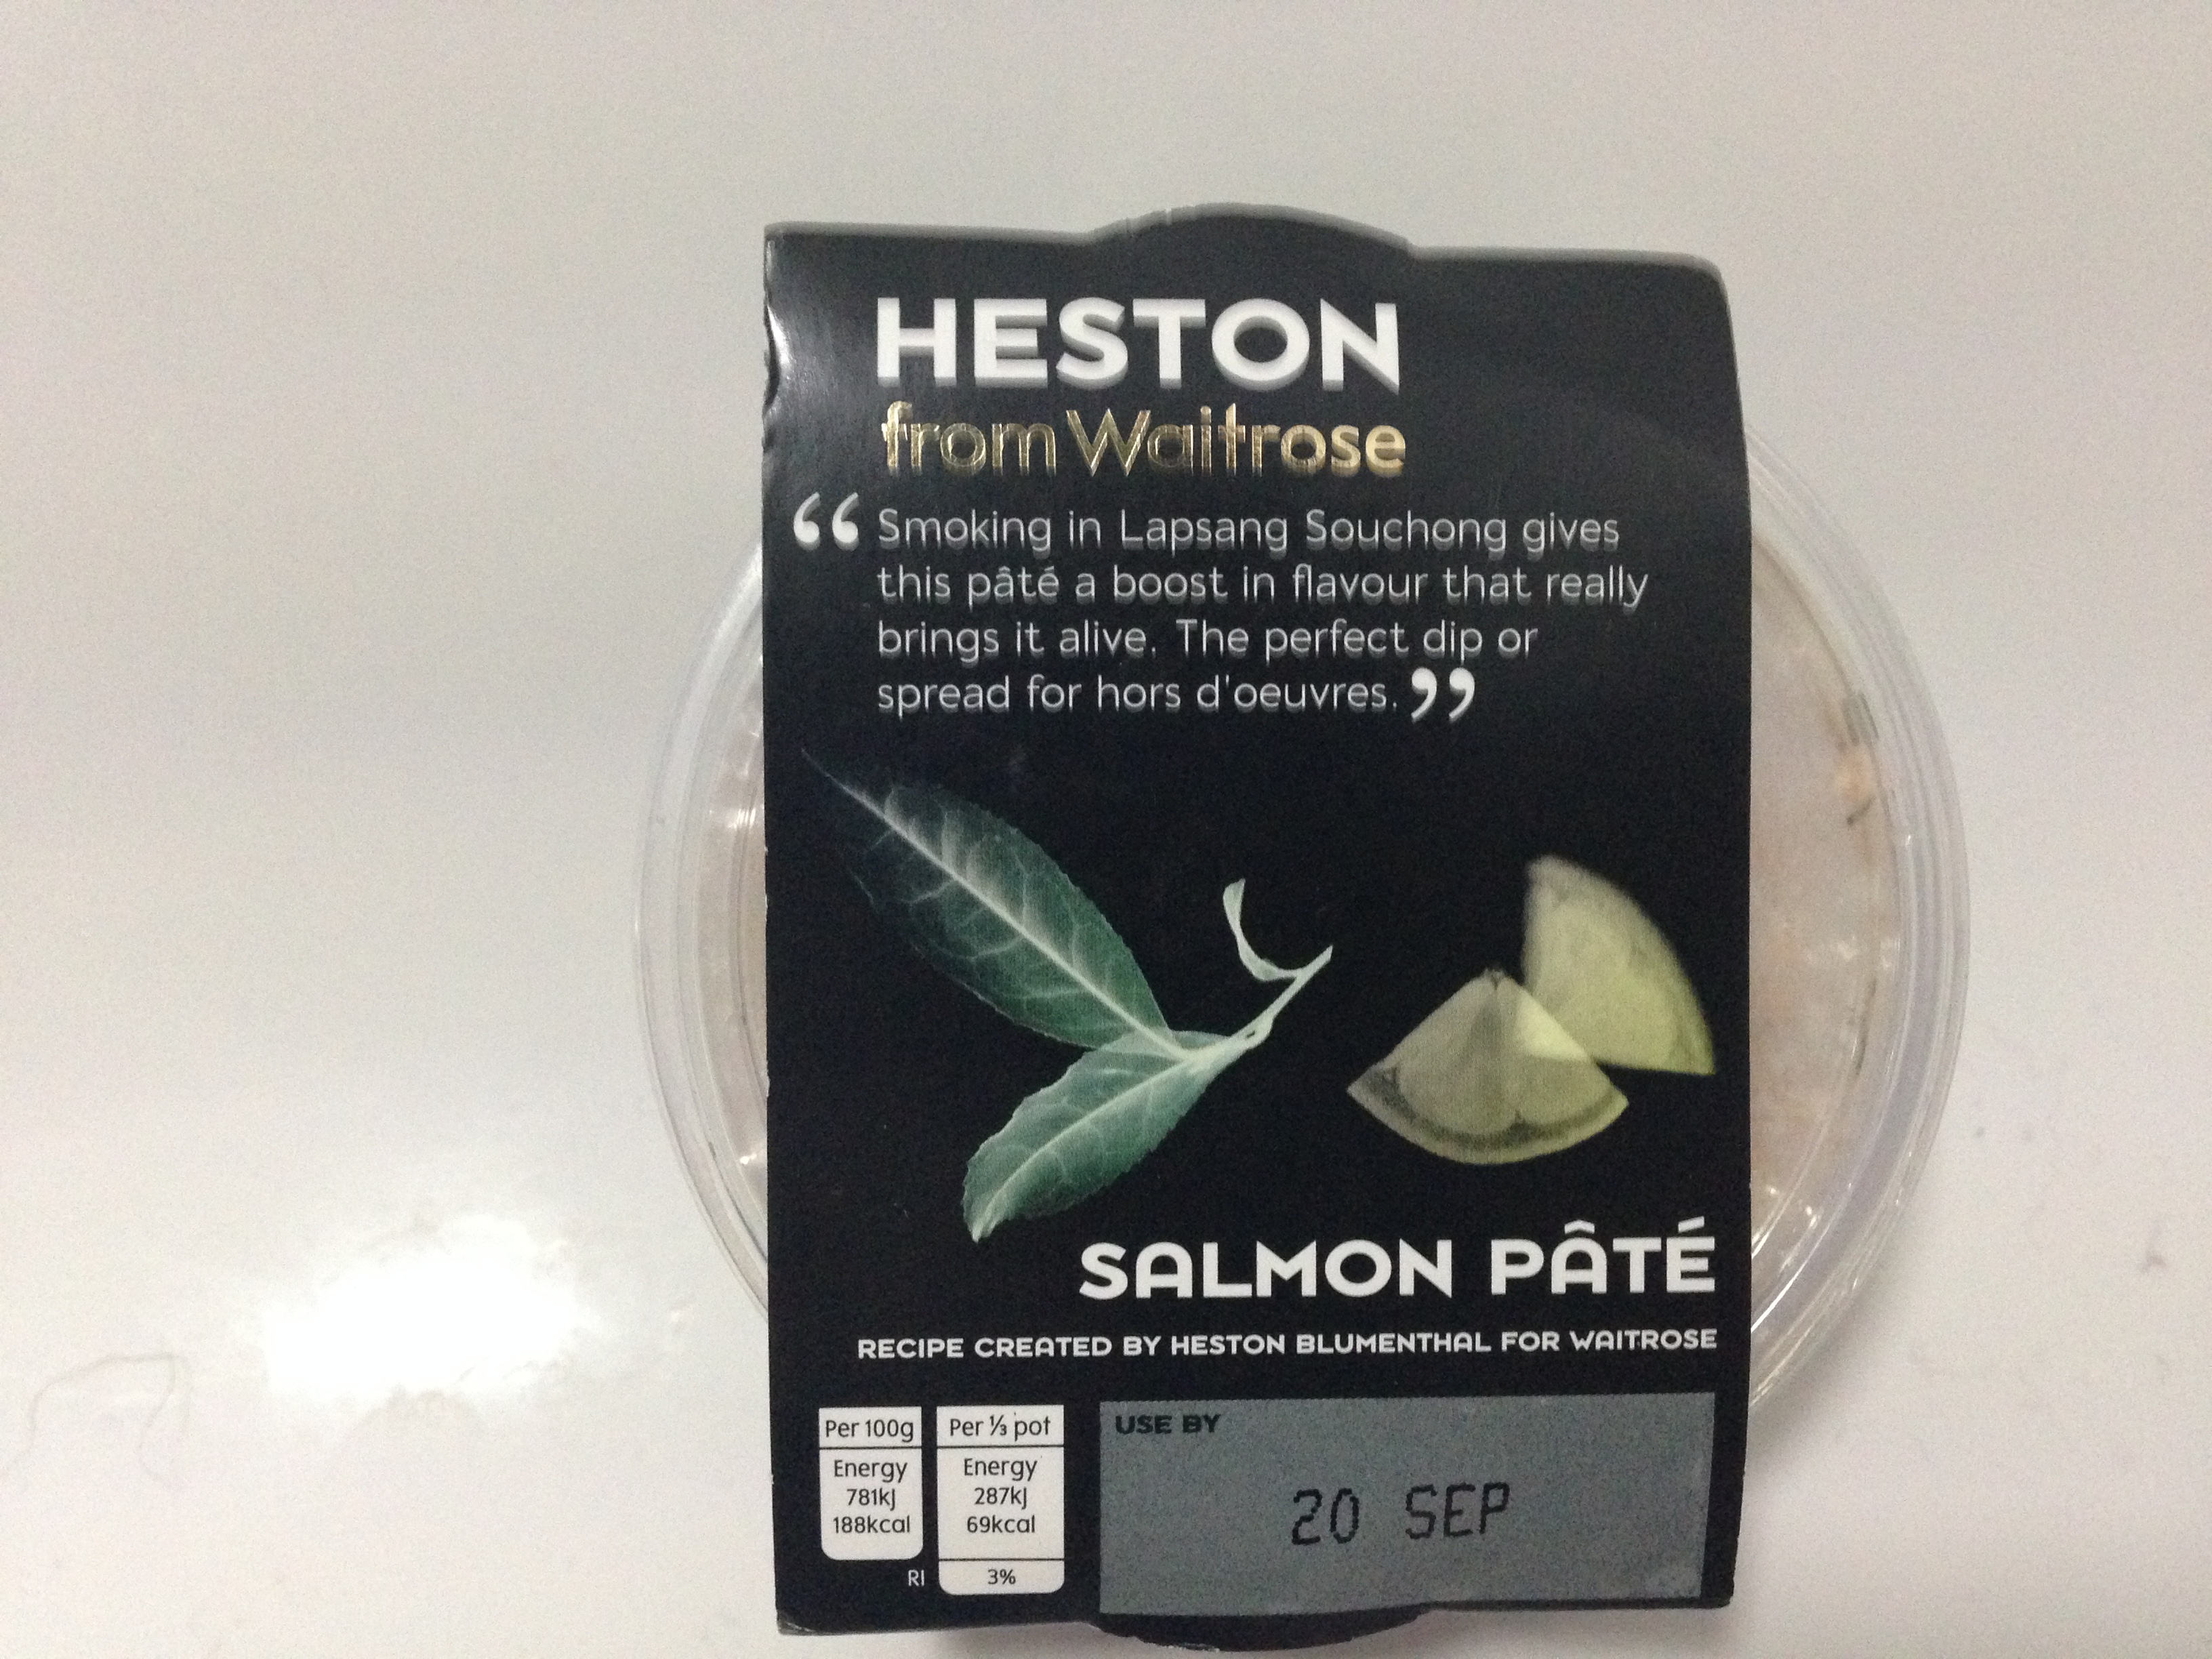 HESTON
from Waitrose
“ Smoking in Lapsang Souchong gives
this pâté a boost in flavour that really
brings it alive. The perfect dip or
spread for hors d'oeuvres. ”
SALMON PÂTÉ
RECIPE CREATED BY HESTON BLUMENTHAL FOR WAITROSE
Per 100g
Energy
781kJ
188kcal
Per ⅓ pot
Energy
287kJ
69kcal
RI 3%
USE BY
20 SEP